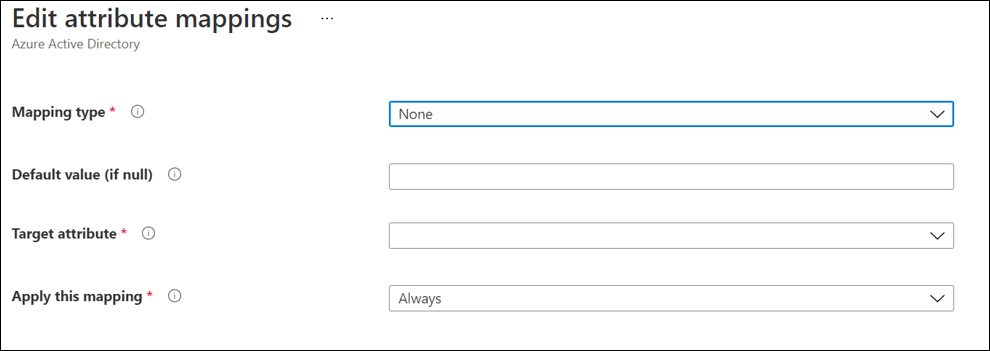 Edit attribute mappings ...
Azure Active Directory
Mapping type * None
Default value (if null)
Target attribute *
Apply this mapping * Always